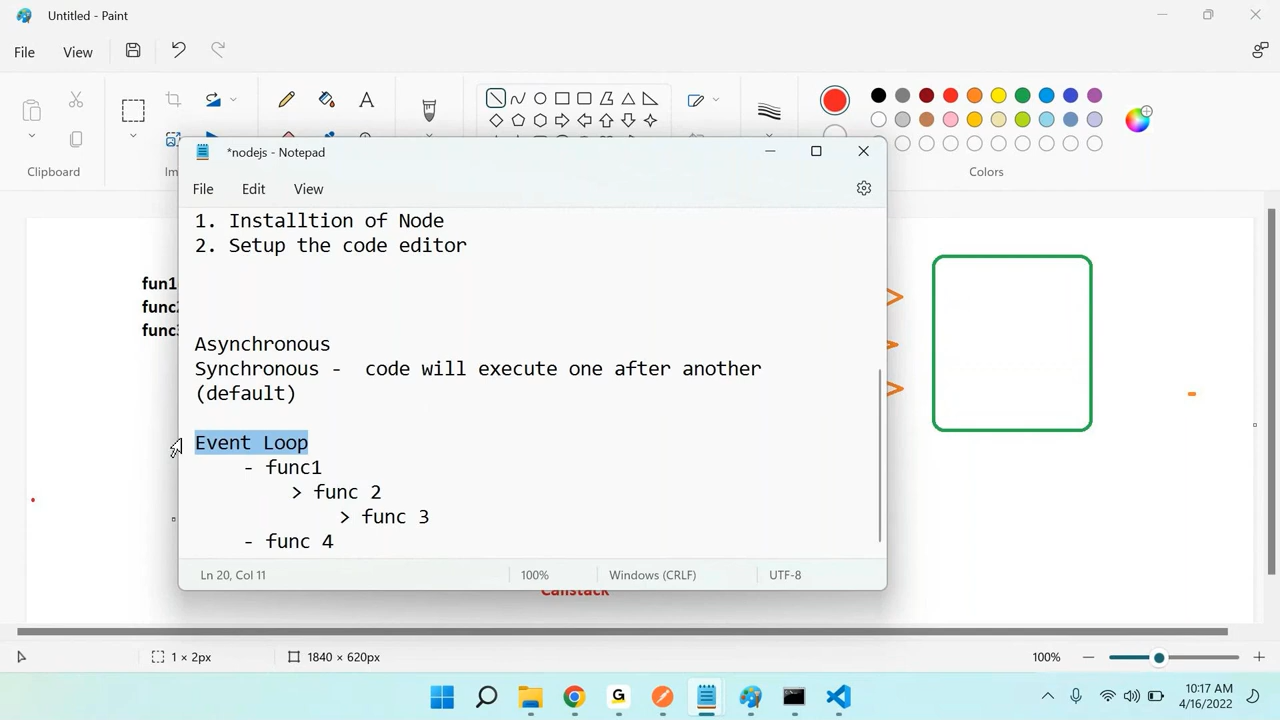 Untitled - Paint
File
View
Clipboard
Colors
*nodejs - Notepad
File Edit View
1. Installtion of Node
2. Setup the code editor
fun1
func2
func3
Asynchronous
Synchronous -  code will execute one after another
(default)
Event Loop
- func1
> func 2
> func 3
- func 4
Ln 20, Col 11
100%
Windows (CRLF)
UTF-8
Callstack
1 × 2px
1840 × 620px
100%
10:17 AM
4/16/2022